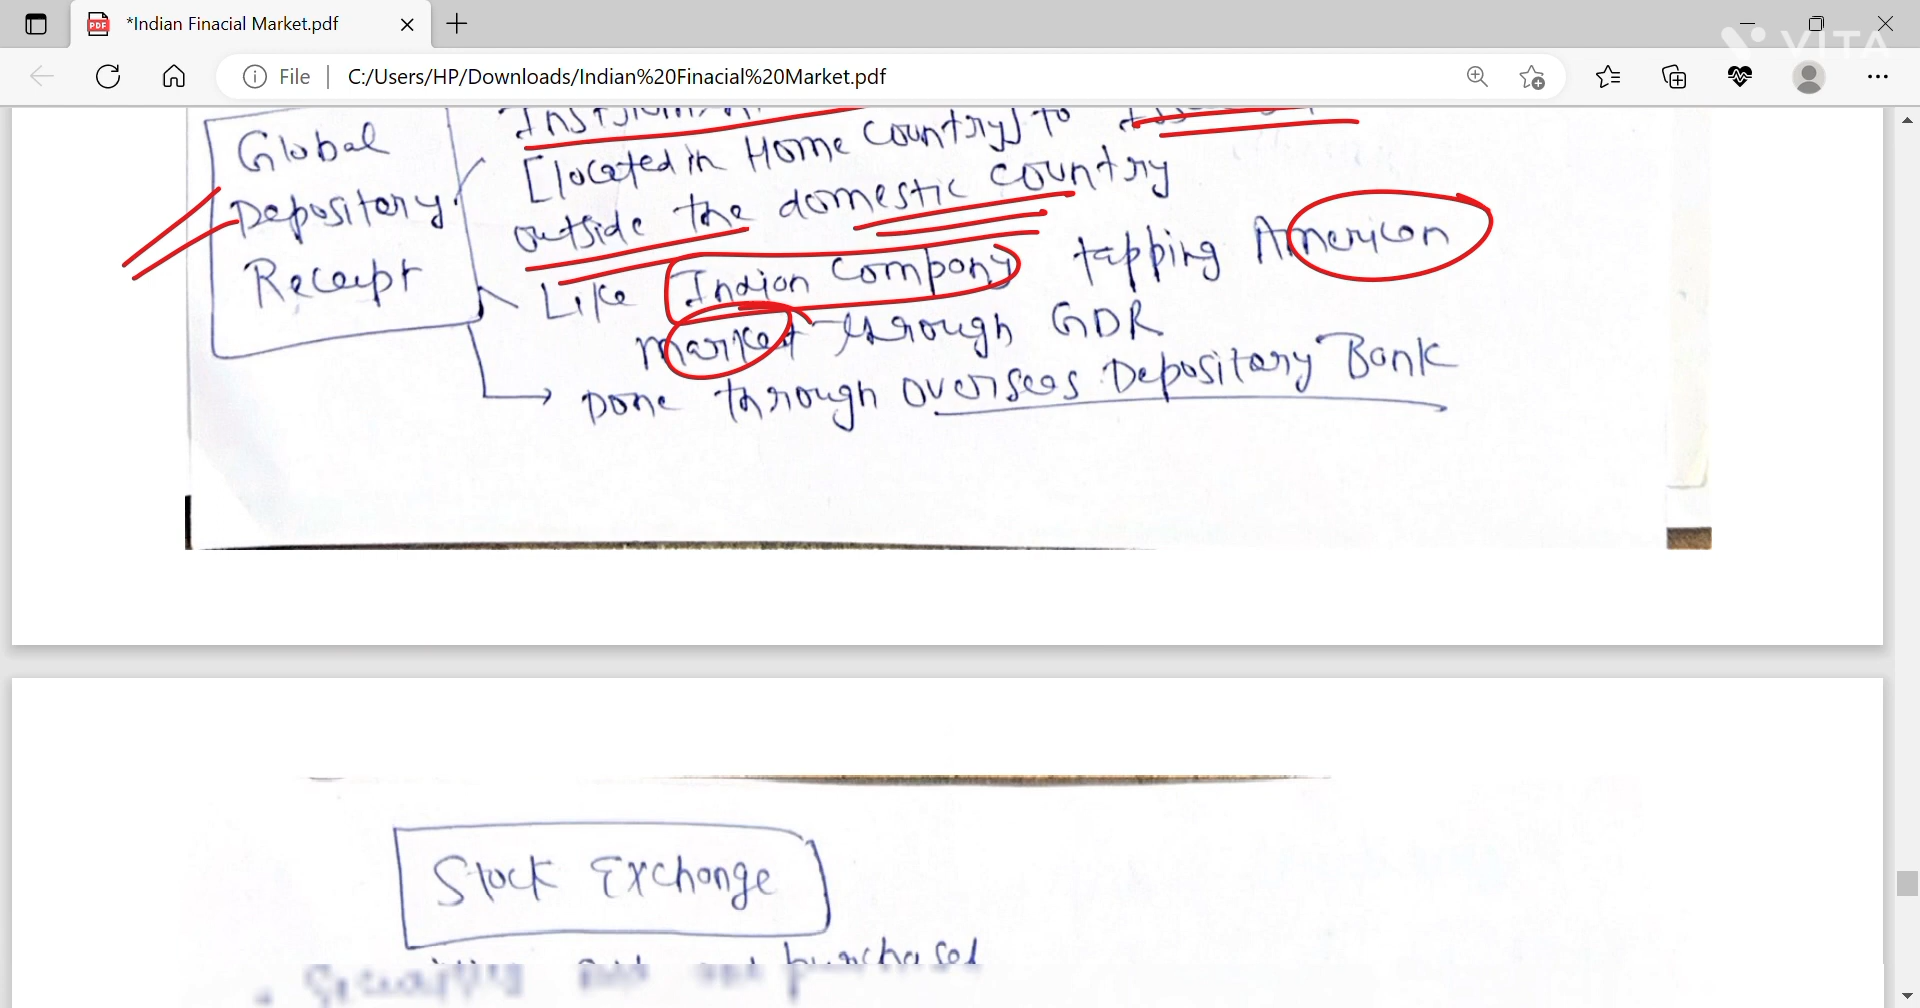 *Indian Finacial Market.pdf
VITA
File C:/Users/HP/Downloads/Indian%20Finacial%20Market.pdf
Global
Depository
Receipt
[located in Home Country] to
outside the domestic country
Like Indian Company tapping American
market through GDR
Done through Overseas Depository Bank
Stock Exchange
purchased